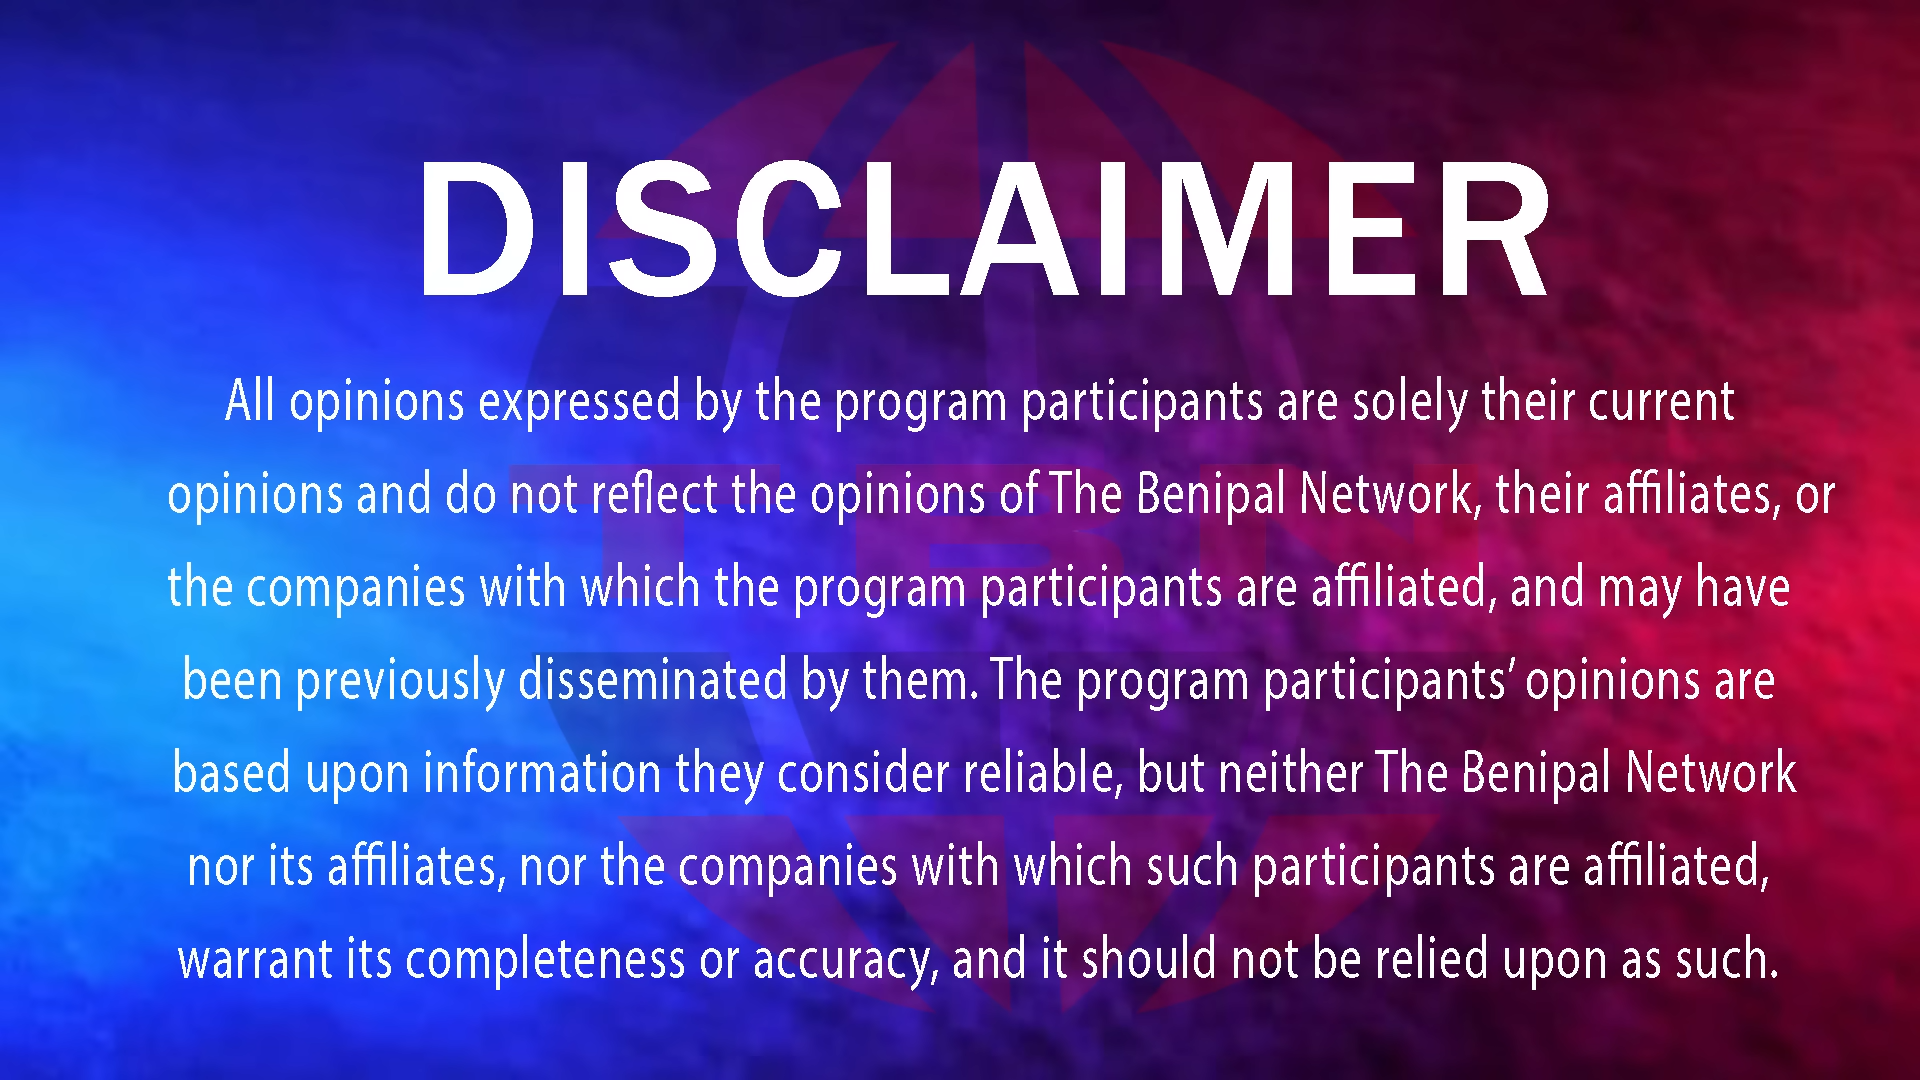 DISCLAIMER
All opinions expressed by the program participants are solely their current
opinions and do not reflect the opinions of The Benipal Network, their affiliates, or
the companies with which the program participants are affiliated, and may have
been previously disseminated by them. The program participants’ opinions are
based upon information they consider reliable, but neither The Benipal Network
nor its affiliates, nor the companies with which such participants are affiliated,
warrant its completeness or accuracy, and it should not be relied upon as such.
TBN